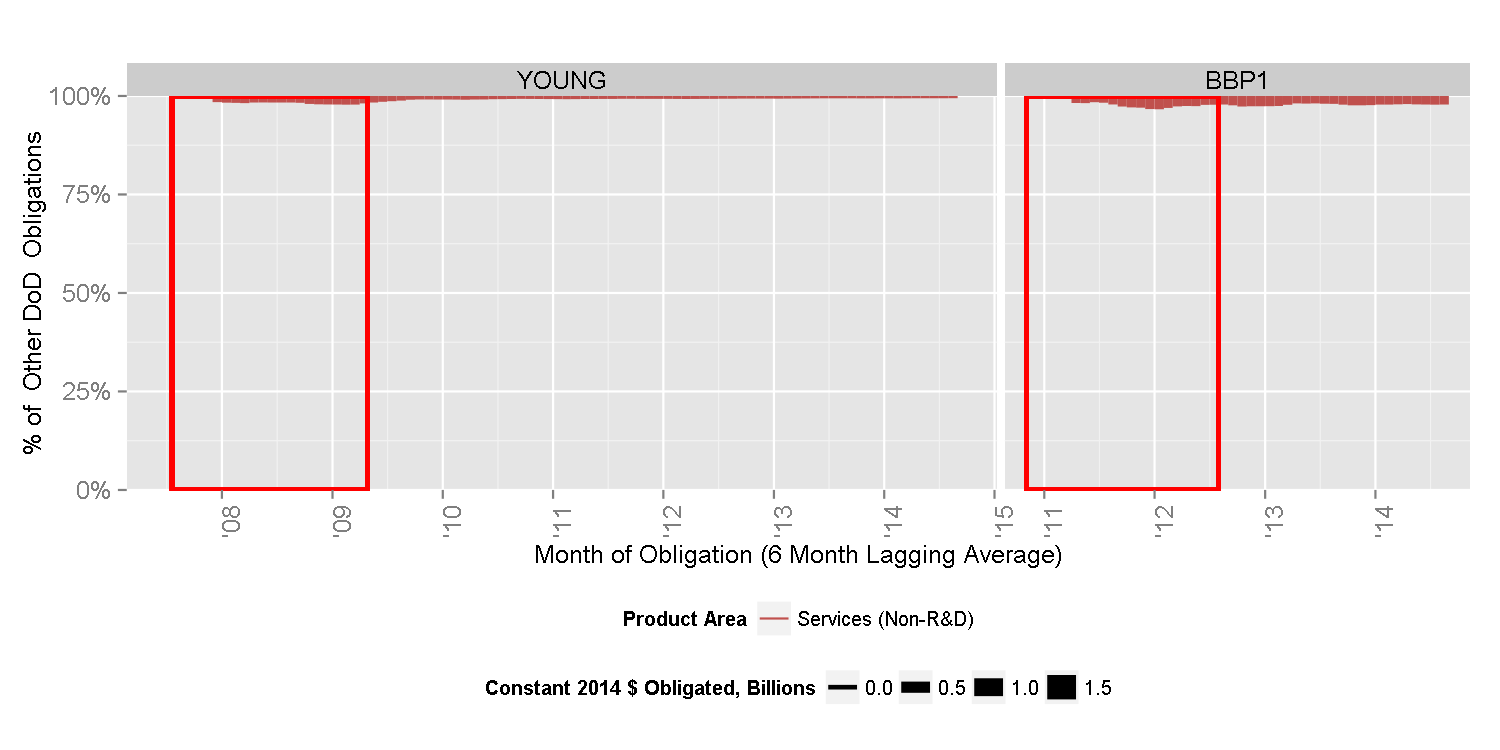 YOUNG BBP1
% of  Other DoD  Obligations
100%
75%
50%
25%
0%
'08 '09 '10 '11 '12 '13 '14 '15 '11 '12 '13 '14
Month of Obligation (6 Month Lagging Average)
Product Area Services (Non-R&D)
Constant 2014 $ Obligated, Billions 0.0 0.5 1.0 1.5